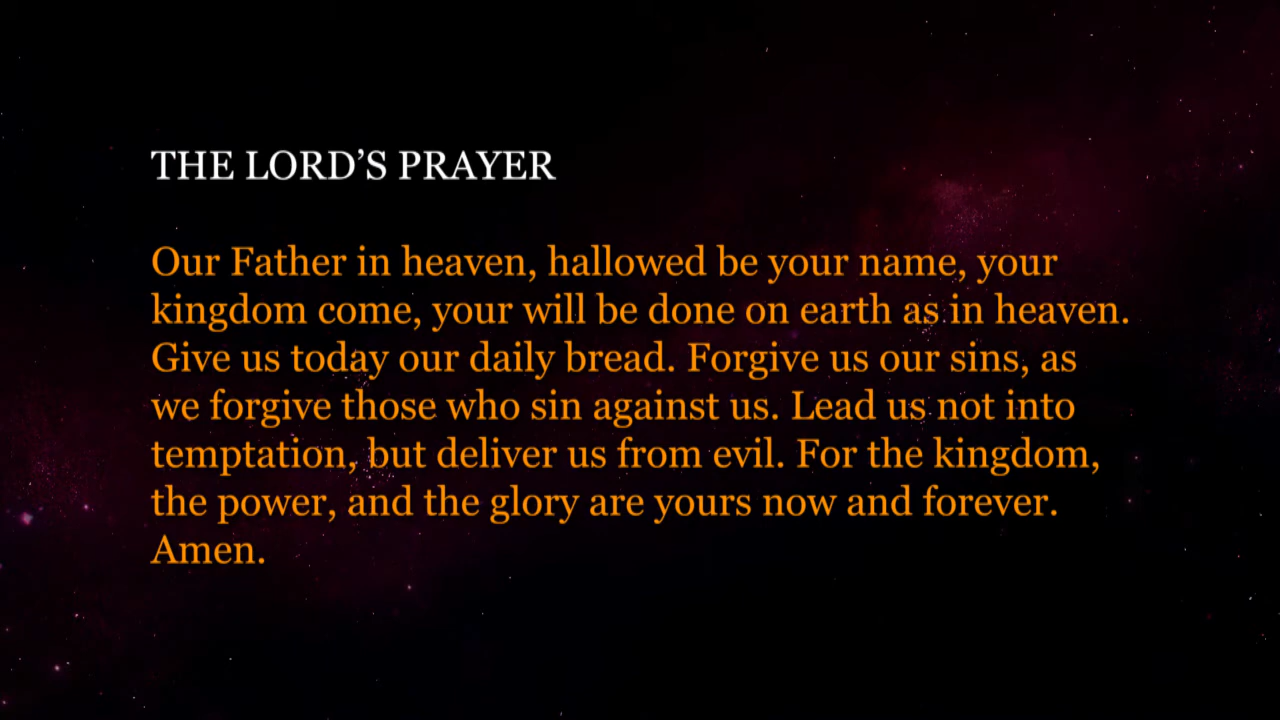 THE LORD’S PRAYER
Our Father in heaven, hallowed be your name, your
kingdom come, your will be done on earth as in heaven.
Give us today our daily bread. Forgive us our sins, as
we forgive those who sin against us. Lead us not into
temptation, but deliver us from evil. For the kingdom,
the power, and the glory are yours now and forever.
Amen.